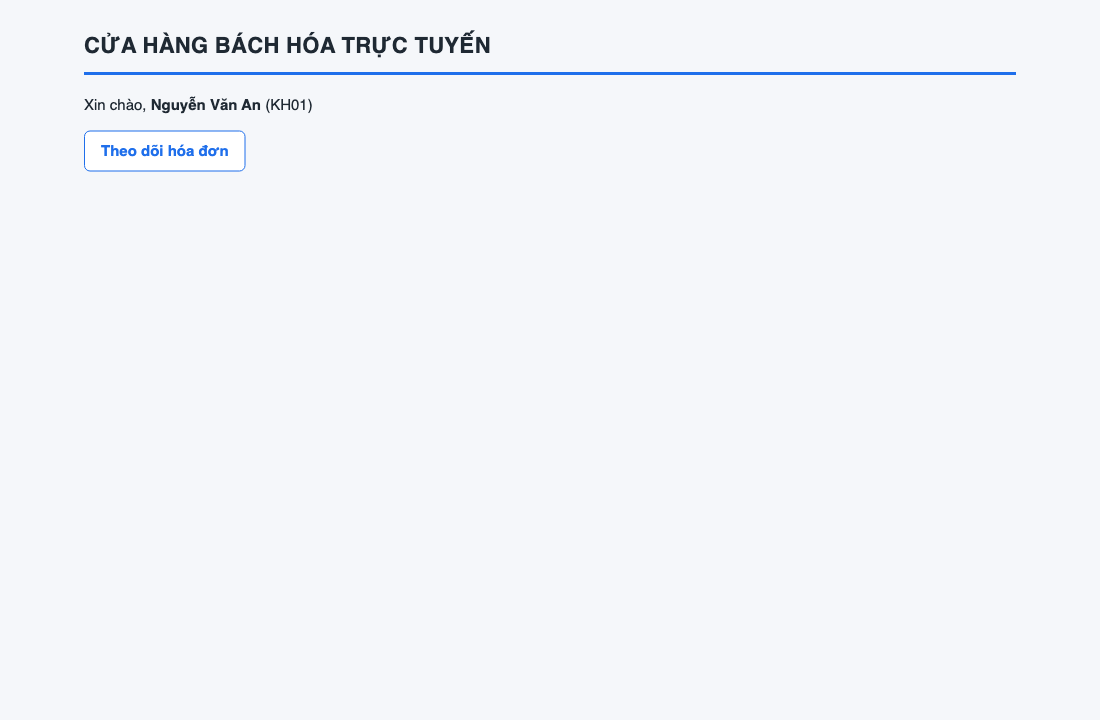 CỬA HÀNG BÁCH HÓA TRỰC TUYẾN
Xin chào, Nguyễn Văn An (KH01)
Theo dõi hóa đơn